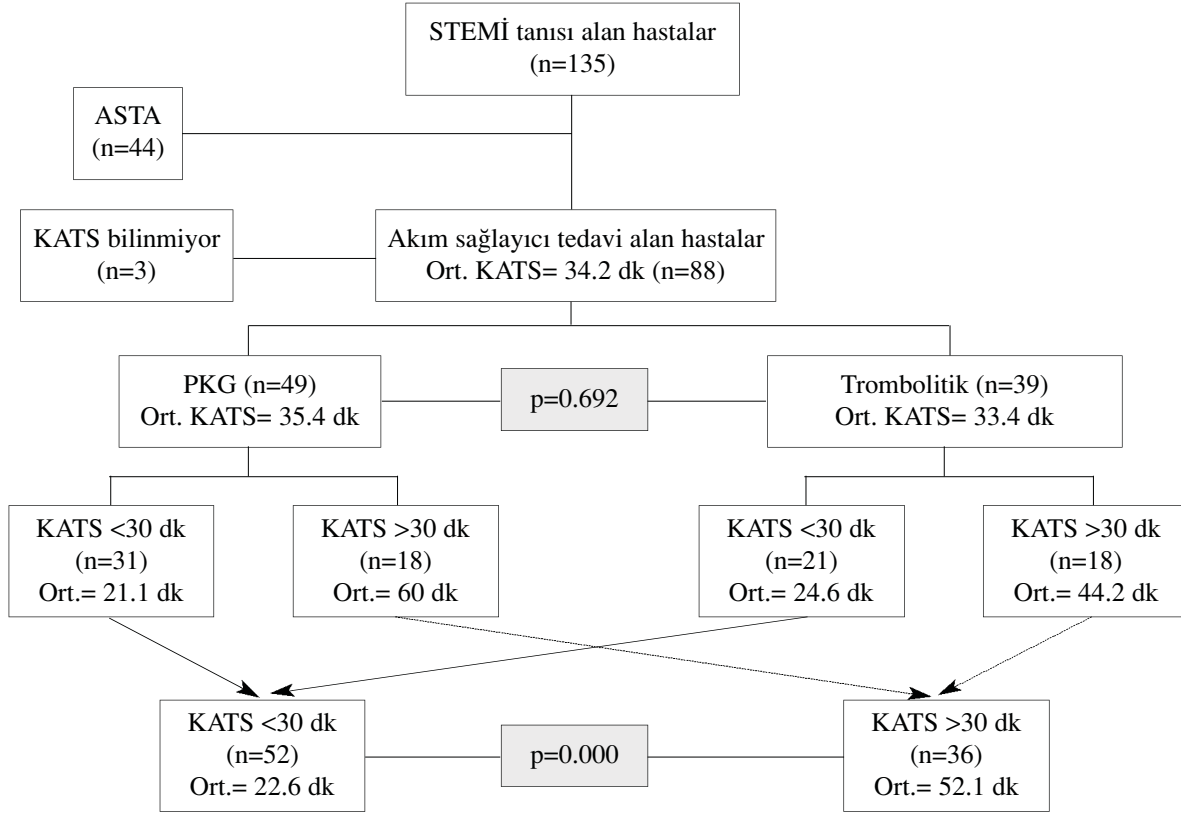 STEMİ tanısı alan hastalar
(n=135)
ASTA
(n=44)
KATS bilinmiyor
(n=3)
Akım sağlayıcı tedavi alan hastalar
Ort. KATS= 34.2 dk (n=88)
PKG (n=49)
Ort. KATS= 35.4 dk
p=0.692
Trombolitik (n=39)
Ort. KATS= 33.4 dk
KATS <30 dk
(n=31)
Ort.= 21.1 dk
KATS >30 dk
(n=18)
Ort.= 60 dk
KATS <30 dk
(n=21)
Ort.= 24.6 dk
KATS >30 dk
(n=18)
Ort.= 44.2 dk
KATS <30 dk
(n=52)
Ort.= 22.6 dk
p=0.000
KATS >30 dk
(n=36)
Ort.= 52.1 dk